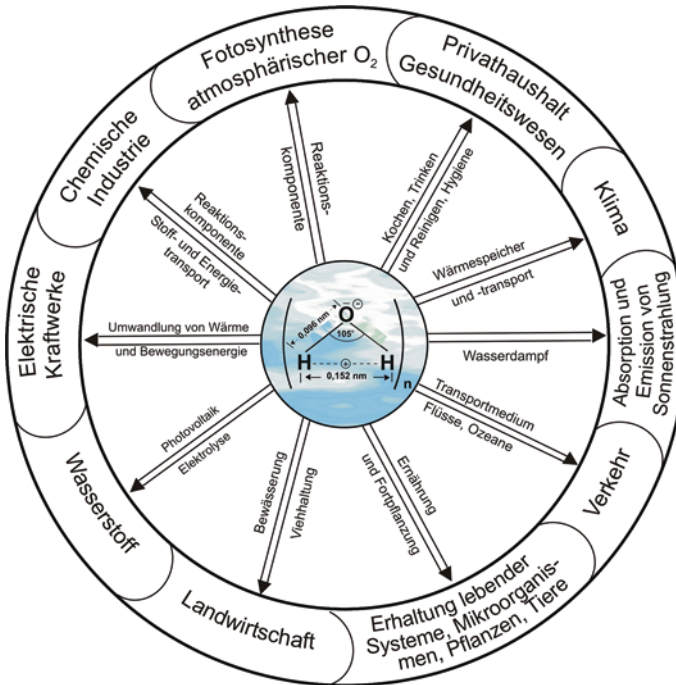 Fotosynthese
atmosphärischer O₂
Privathaushalt
Gesundheitswesen
Klima
Absorption und
Emission von
Sonnenstrahlung
Verkehr
Erhaltung lebender
Systeme, Mikroorganis-
men, Pflanzen, Tiere
Landwirtschaft
Wasserstoff
Elektrische
Kraftwerke
Chemische
Industrie
Reaktions-
komponente
Kochen, Trinken
und Reinigen, Hygiene
Wärmespeicher
und -transport
Wasserdampf
Transportmedium
Flüsse, Ozeane
Ernährung
und Fortpflanzung
Bewässerung
Viehhaltung
Photovoltaik
Elektrolyse
Umwandlung von Wärme
und Bewegungsenergie
Reaktions-
komponente
Stoff- und Energie-
transport
O −
0,096 nm
105°
H + H
0,152 nm
n